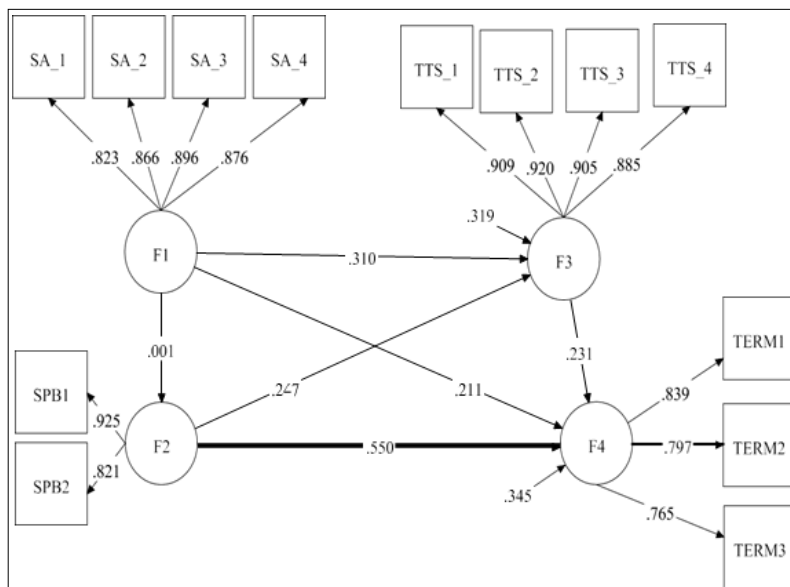 SA_1 SA_2 SA_3 SA_4
TTS_1 TTS_2 TTS_3 TTS_4
.823 .866 .896 .876
.909 .920 .905 .885
.319
F1
.310
F3
.001
.247
.211
.231
TERM1
.839
SPB1
.925
F2
.550
F4
.797
TERM2
.821
SPB2
.345
.765
TERM3